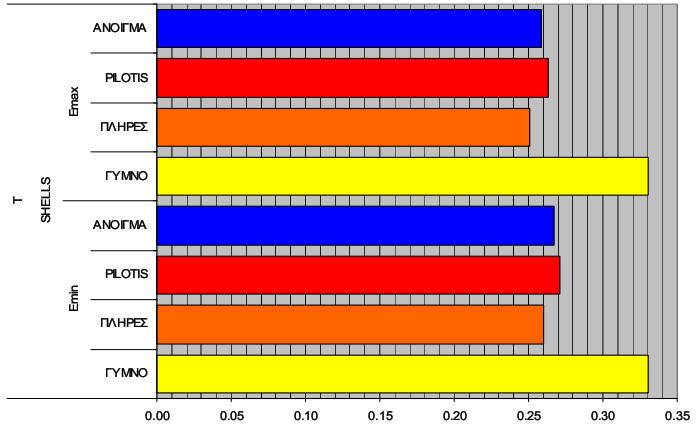 ΑΝΟΙΓΜΑ
PILOTIS
ΠΛΗΡΕΣ
ΓΥΜΝΟ
Emax
ΑΝΟΙΓΜΑ
PILOTIS
ΠΛΗΡΕΣ
ΓΥΜΝΟ
Emin
SHELLS
T
0.00 0.05 0.10 0.15 0.20 0.25 0.30 0.35